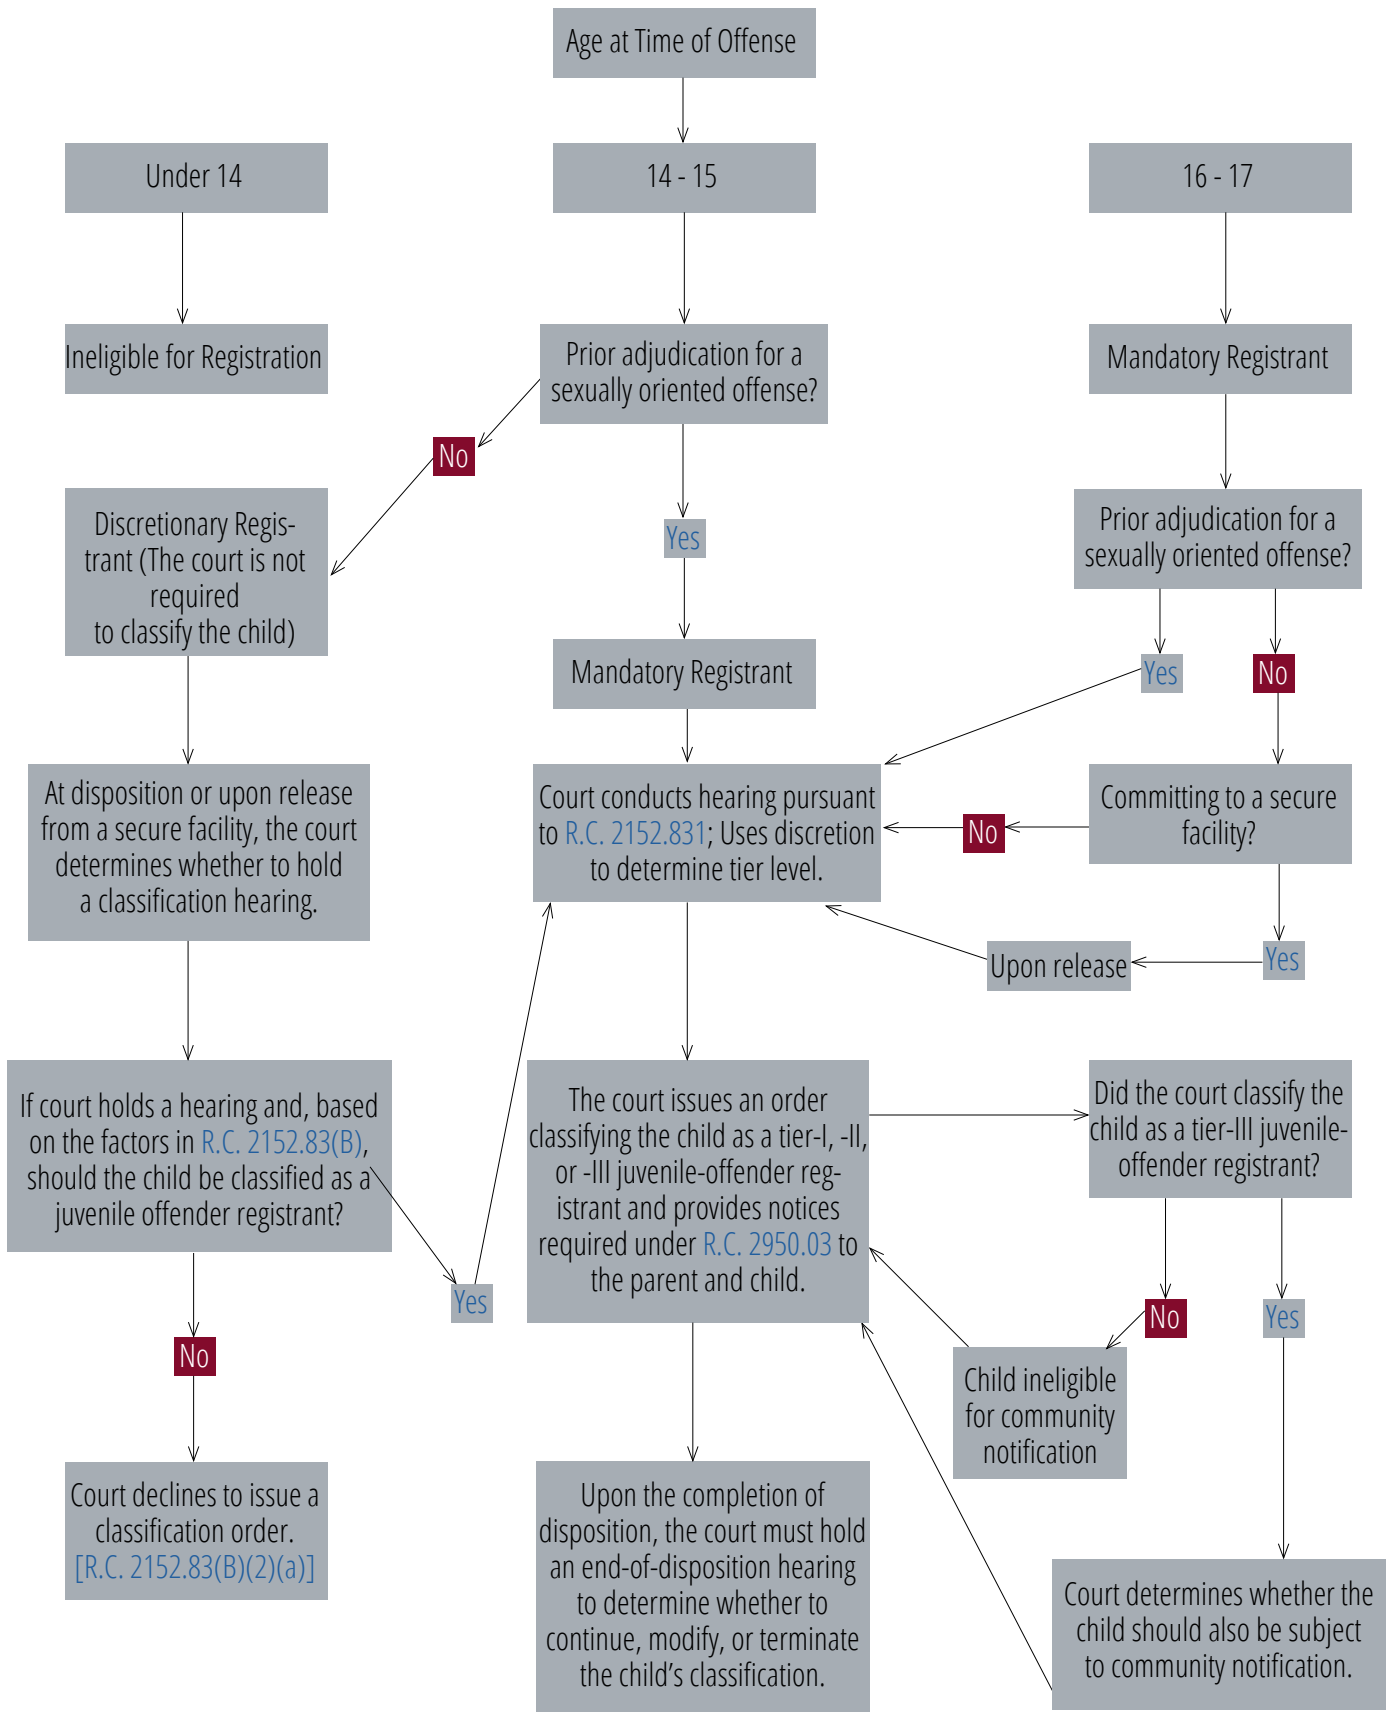 Age at Time of Offense
Under 14
14 - 15
16 - 17
Ineligible for Registration
Prior adjudication for a
sexually oriented offense?
Mandatory Registrant
No
Discretionary Regis-
trant (The court is not
required
to classify the child)
Yes
Prior adjudication for a
sexually oriented offense?
Mandatory Registrant
Yes
No
At disposition or upon release
from a secure facility, the court
determines whether to hold
a classification hearing.
Court conducts hearing pursuant
to R.C. 2152.831; Uses discretion
to determine tier level.
No
Committing to a secure
facility?
Upon release
Yes
If court holds a hearing and, based
on the factors in R.C. 2152.83(B),
should the child be classified as a
juvenile offender registrant?
Yes
The court issues an order
classifying the child as a tier-I, -II,
or -III juvenile-offender reg-
istrant and provides notices
required under R.C. 2950.03 to
the parent and child.
Did the court classify the
child as a tier-III juvenile-
offender registrant?
No
Yes
No
Child ineligible
for community
notification
Court declines to issue a
classification order.
[R.C. 2152.83(B)(2)(a)]
Upon the completion of
disposition, the court must hold
an end-of-disposition hearing
to determine whether to
continue, modify, or terminate
the child's classification.
Court determines whether the
child should also be subject
to community notification.